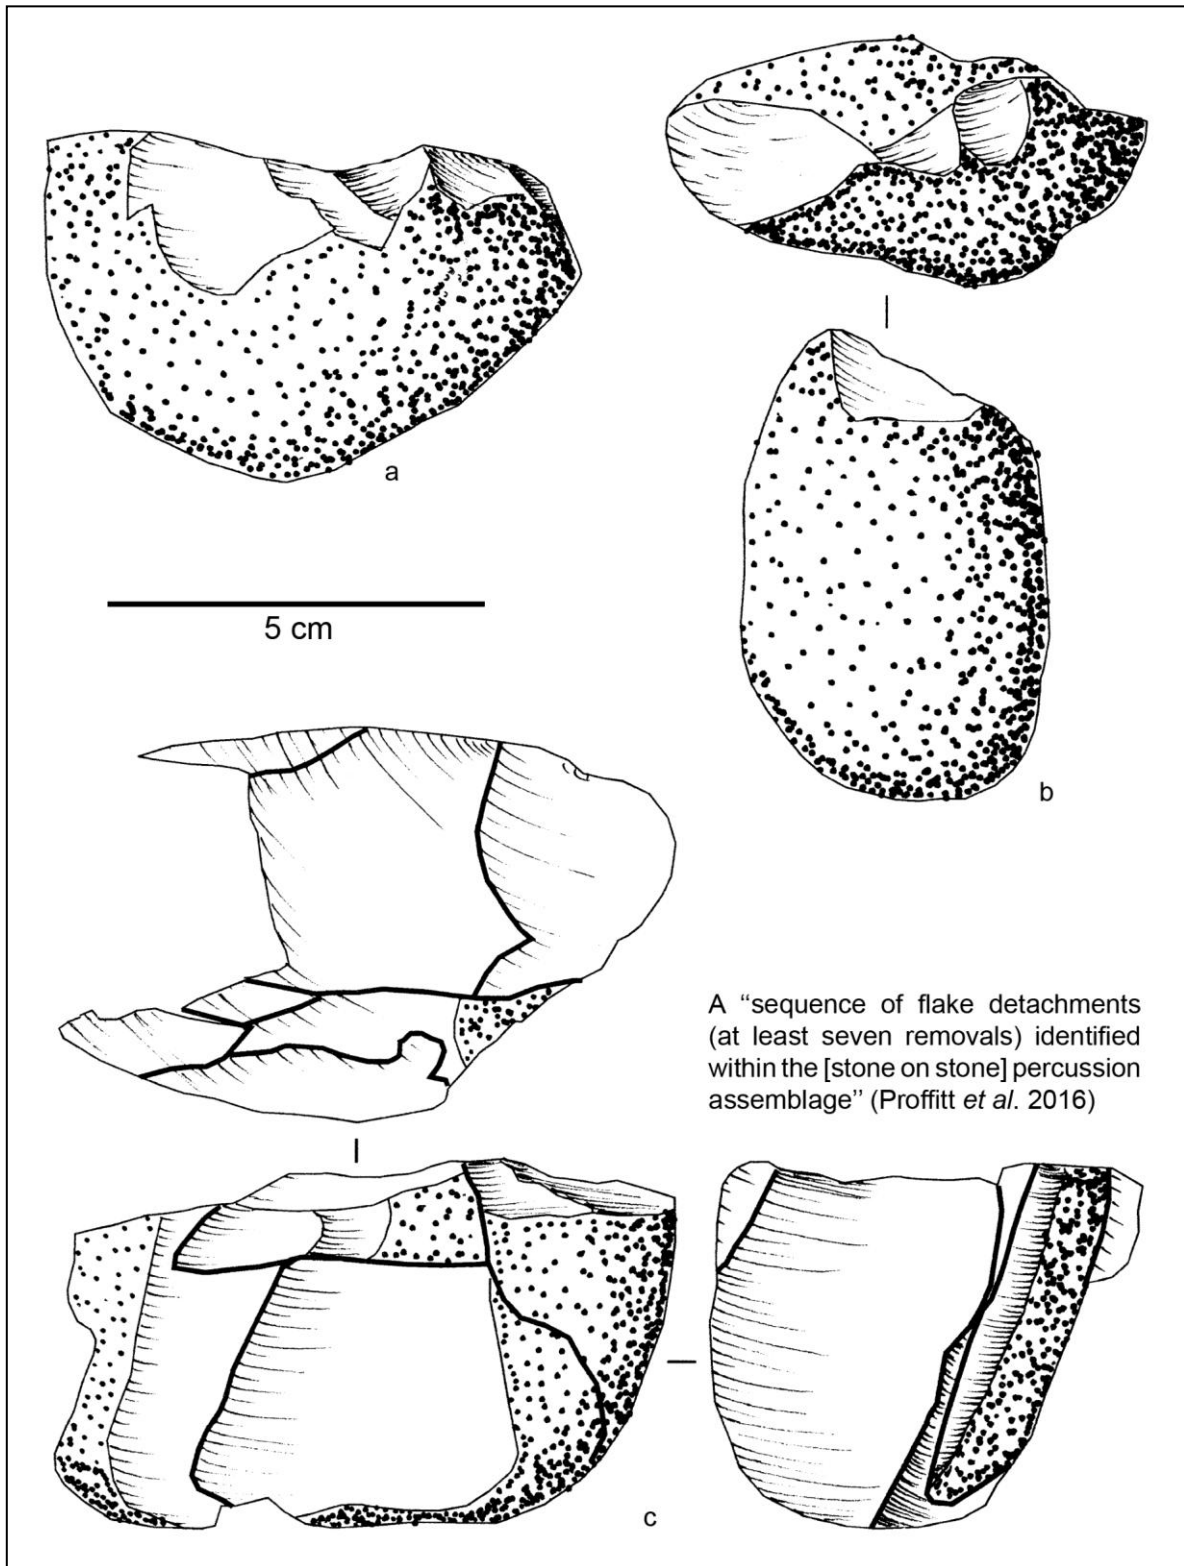 a
5 cm
b
A “sequence of flake detachments
(at least seven removals) identified
within the [stone on stone] percussion
assemblage’’ (Proffitt et al. 2016)
c